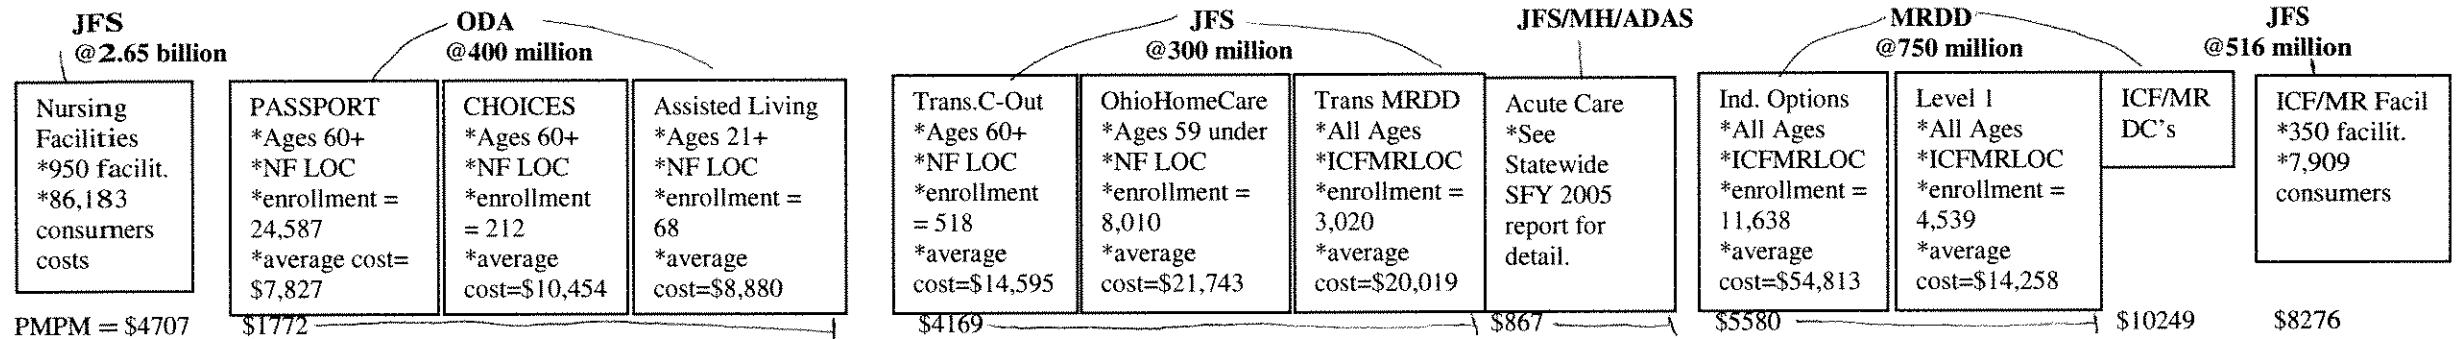 JFS
@2.65 billion
Nursing
Facilities
*950 facilit.
*86,183
consumers
costs
PMPM = $4707
ODA
@400 million
PASSPORT
*Ages 60+
*NF LOC
*enrollment =
24,587
*average cost=
$7,827
CHOICES
*Ages 60+
*NF LOC
*enrollment
= 212
*average
cost=$10,454
Assisted Living
*Ages 21+
*NF LOC
*enrollment =
68
*average
cost=$8,880
$1772
JFS
@300 million
Trans.C-Out
*Ages 60+
*NF LOC
*enrollment
= 518
*average
cost=$14,595
OhioHomeCare
*Ages 59 under
*NF LOC
*enrollment =
8,010
*average
cost=$21,743
Trans MRDD
*All Ages
*ICFMRLOC
*enrollment =
3,020
*average
cost=$20,019
$4169
JFS/MH/ADAS
Acute Care
*See
Statewide
SFY 2005
report for
detail.
$867
MRDD
@750 million
Ind. Options
*All Ages
*ICFMRLOC
*enrollment =
11,638
*average
cost=$54,813
Level 1
*All Ages
*ICFMRLOC
*enrollment =
4,539
*average
cost=$14,258
$5580
ICF/MR
DC's
$10249
JFS
@516 million
ICF/MR Facil
*350 facilit.
*7,909
consumers
$8276